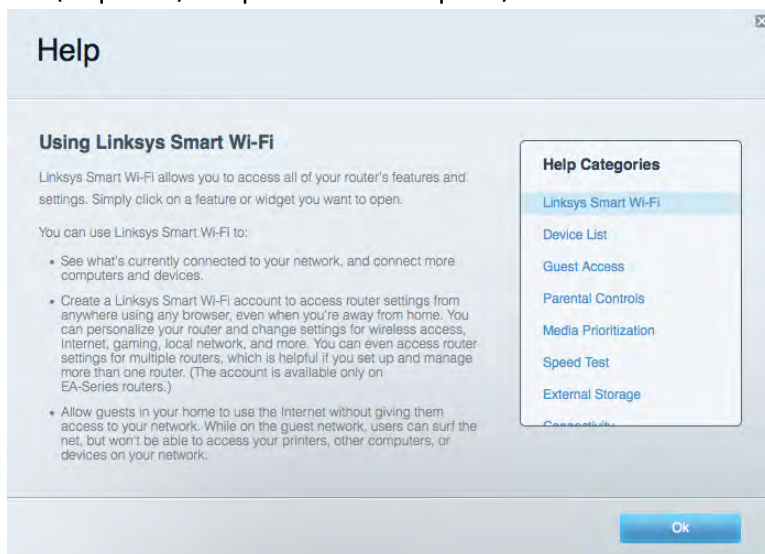 Help
Using Linksys Smart Wi-Fi
Linksys Smart Wi-Fi allows you to access all of your router's features and
settings. Simply click on a feature or widget you want to open.
You can use Linksys Smart Wi-Fi to:
• See what's currently connected to your network, and connect more
computers and devices.
• Create a Linksys Smart Wi-Fi account to access router settings from
anywhere using any browser, even when you're away from home. You
can personalize your router and change settings for wireless access,
Internet, gaming, local network, and more. You can even access router
settings for multiple routers, which is helpful if you set up and manage
more than one router. (The account is available only on
EA-Series routers.)
• Allow guests in your home to use the Internet without giving them
access to your network. While on the guest network, users can surf the
net, but won't be able to access your printers, other computers, or
devices on your network.
Help Categories
Linksys Smart Wi-Fi
Device List
Guest Access
Parental Controls
Media Prioritization
Speed Test
External Storage
Connectivity
Ok